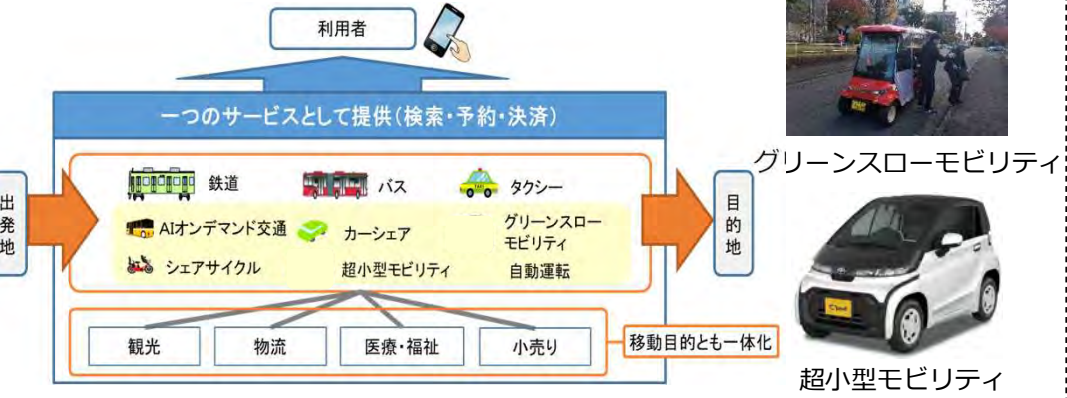 利用者
一つのサービスとして提供(検索・予約・決済)
出発地
鉄道
バス
タクシー
AIオンデマンド交通
カーシェア
グリーンスロー
モビリティ
シェアサイクル
超小型モビリティ
自動運転
目的地
観光
物流
医療・福祉
小売り
移動目的とも一体化
グリーンスローモビリティ
超小型モビリティ